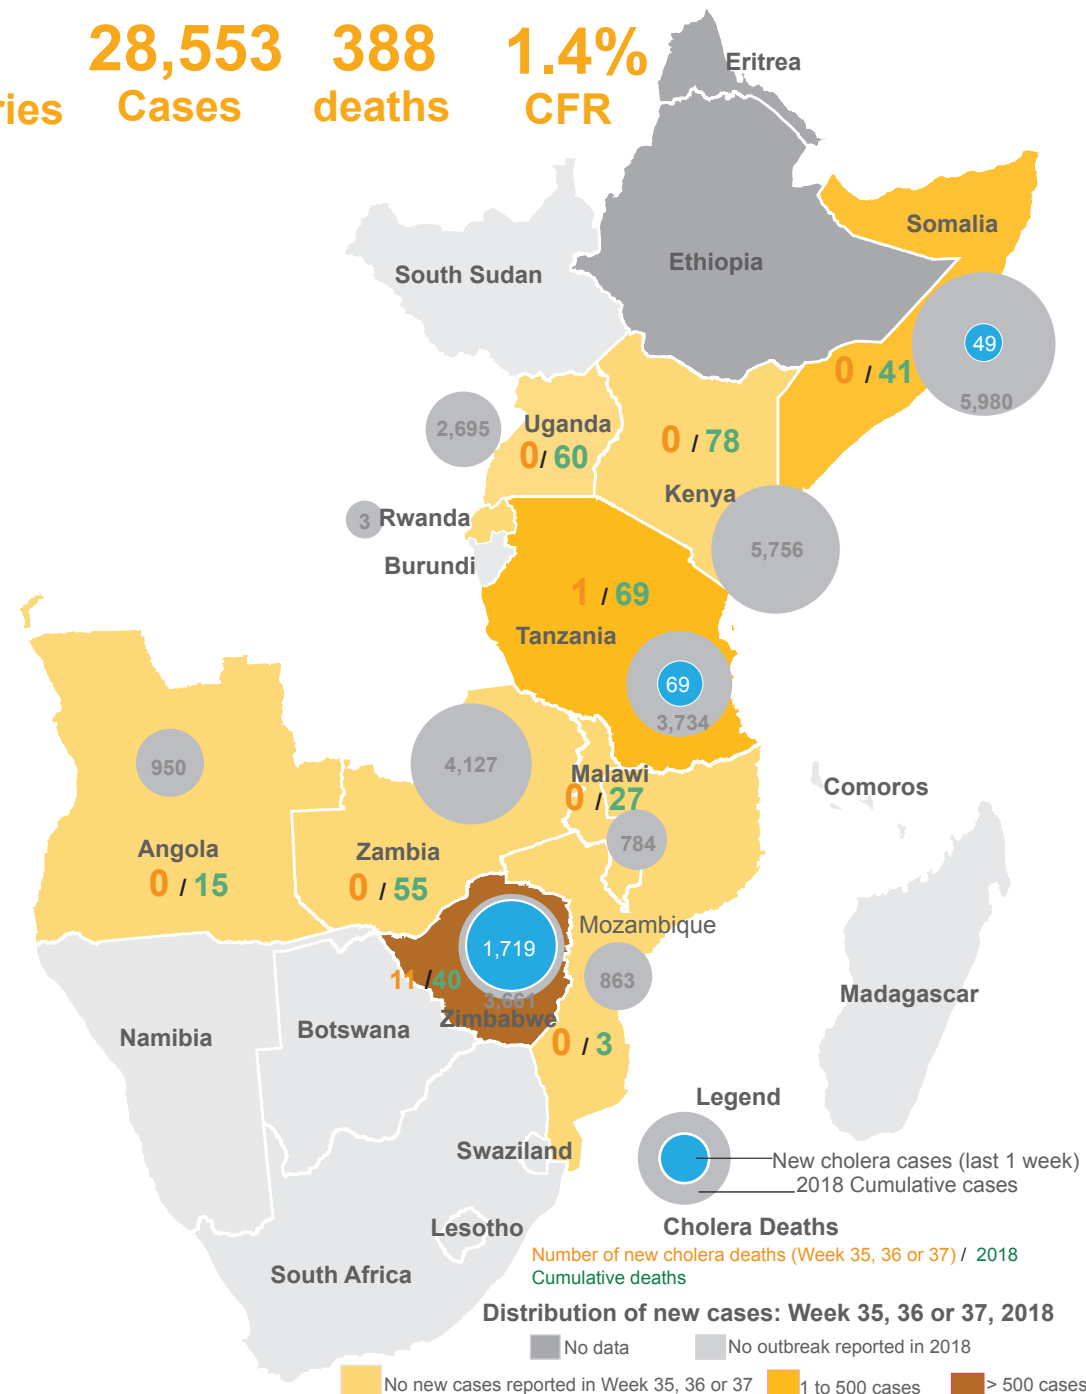 28,553 388 1.4%
ries Cases deaths CFR
Eritrea
Somalia
Ethiopia
South Sudan
49
0 / 41
5,980
2,695
Uganda
0/ 60
0 / 78
Kenya
3 Rwanda
5,756
Burundi
1 / 69
Tanzania
69
3,734
950
4,127
Malawi
0 / 27
Comoros
784
Angola
0 / 15
Zambia
0 / 55
Mozambique
1,719
11 /40
3,661
Zimbabwe
863
0 / 3
Madagascar
Namibia
Botswana
Legend
Swaziland
New cholera cases (last 1 week)
2018 Cumulative cases
Lesotho
Cholera Deaths
South Africa
Number of new cholera deaths (Week 35, 36 or 37) / 2018
Cumulative deaths
Distribution of new cases: Week 35, 36 or 37, 2018
No data No outbreak reported in 2018
No new cases reported in Week 35, 36 or 37 1 to 500 cases > 500 cases